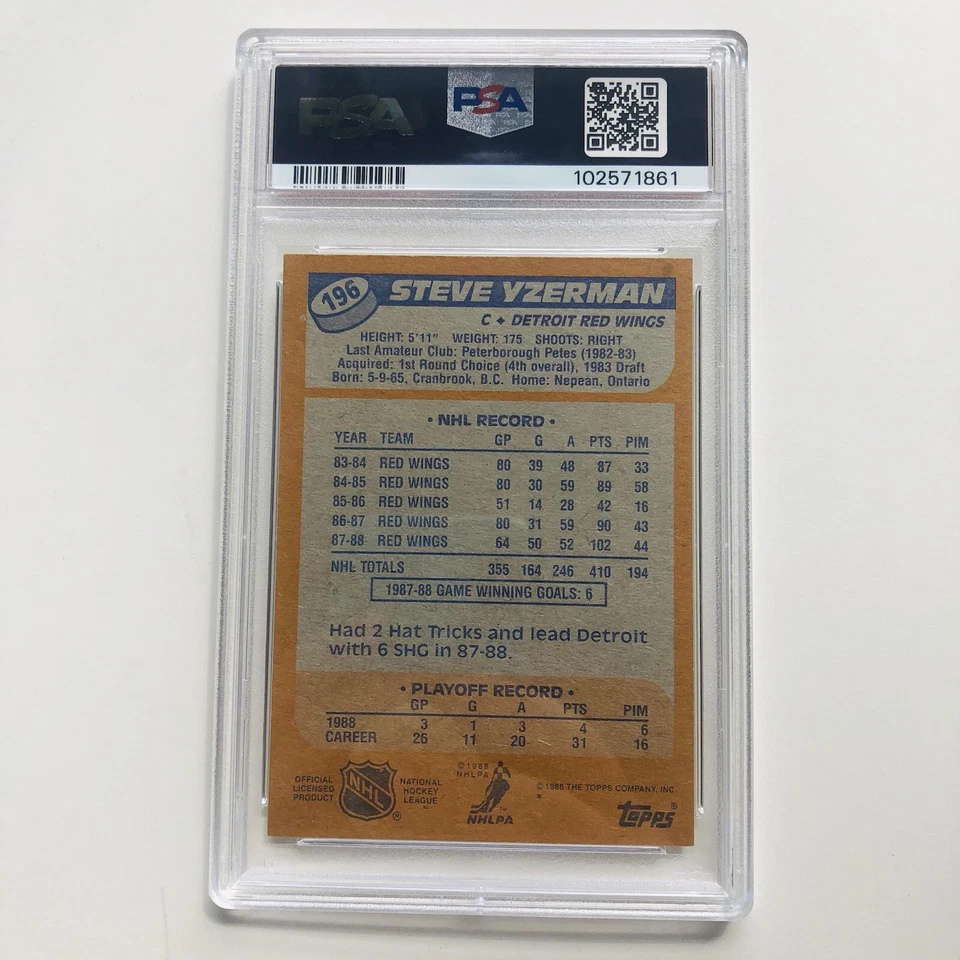 PSA PSA
102571861
196 STEVE YZERMAN
C ✦ DETROIT RED WINGS
HEIGHT: 5'11" WEIGHT: 175 SHOOTS: RIGHT
Last Amateur Club: Peterborough Petes (1982-83)
Acquired: 1st Round Choice (4th overall), 1983 Draft
Born: 5-9-65, Cranbrook, B.C. Home: Nepean, Ontario
• NHL RECORD •
YEAR TEAM GP G A PTS PIM
83-84 RED WINGS 80 39 48 87 33
84-85 RED WINGS 80 30 59 89 58
85-86 RED WINGS 51 14 28 42 16
86-87 RED WINGS 80 31 59 90 43
87-88 RED WINGS 64 50 52 102 44
NHL TOTALS 355 164 246 410 194
1987-88 GAME WINNING GOALS: 6
Had 2 Hat Tricks and lead Detroit
with 6 SHG in 87-88.
• PLAYOFF RECORD •
GP G A PTS PIM
1988 3 1 3 4 6
CAREER 26 11 20 31 16
OFFICIAL
LICENSED
PRODUCT
NHL ®
NATIONAL
HOCKEY
LEAGUE
© 1988
NHLPA
NHLPA
© 1988 THE TOPPS COMPANY, INC
*
topps ®